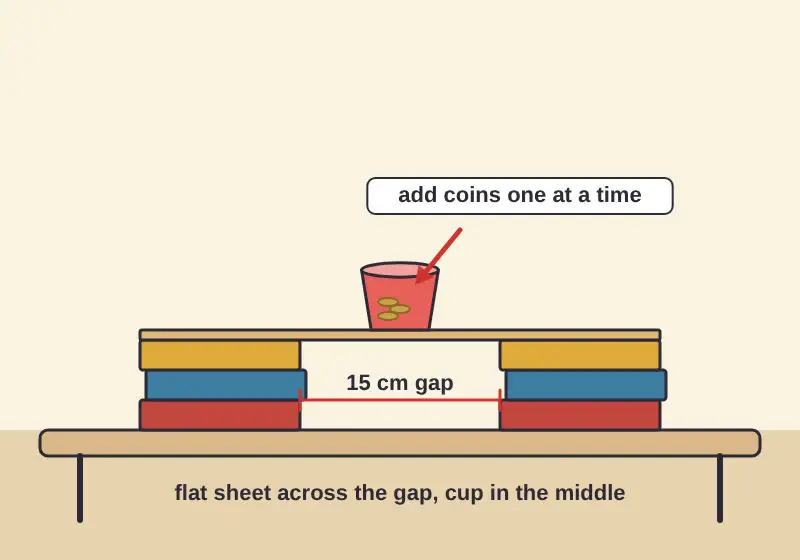 add coins one at a time
15 cm gap
flat sheet across the gap, cup in the middle